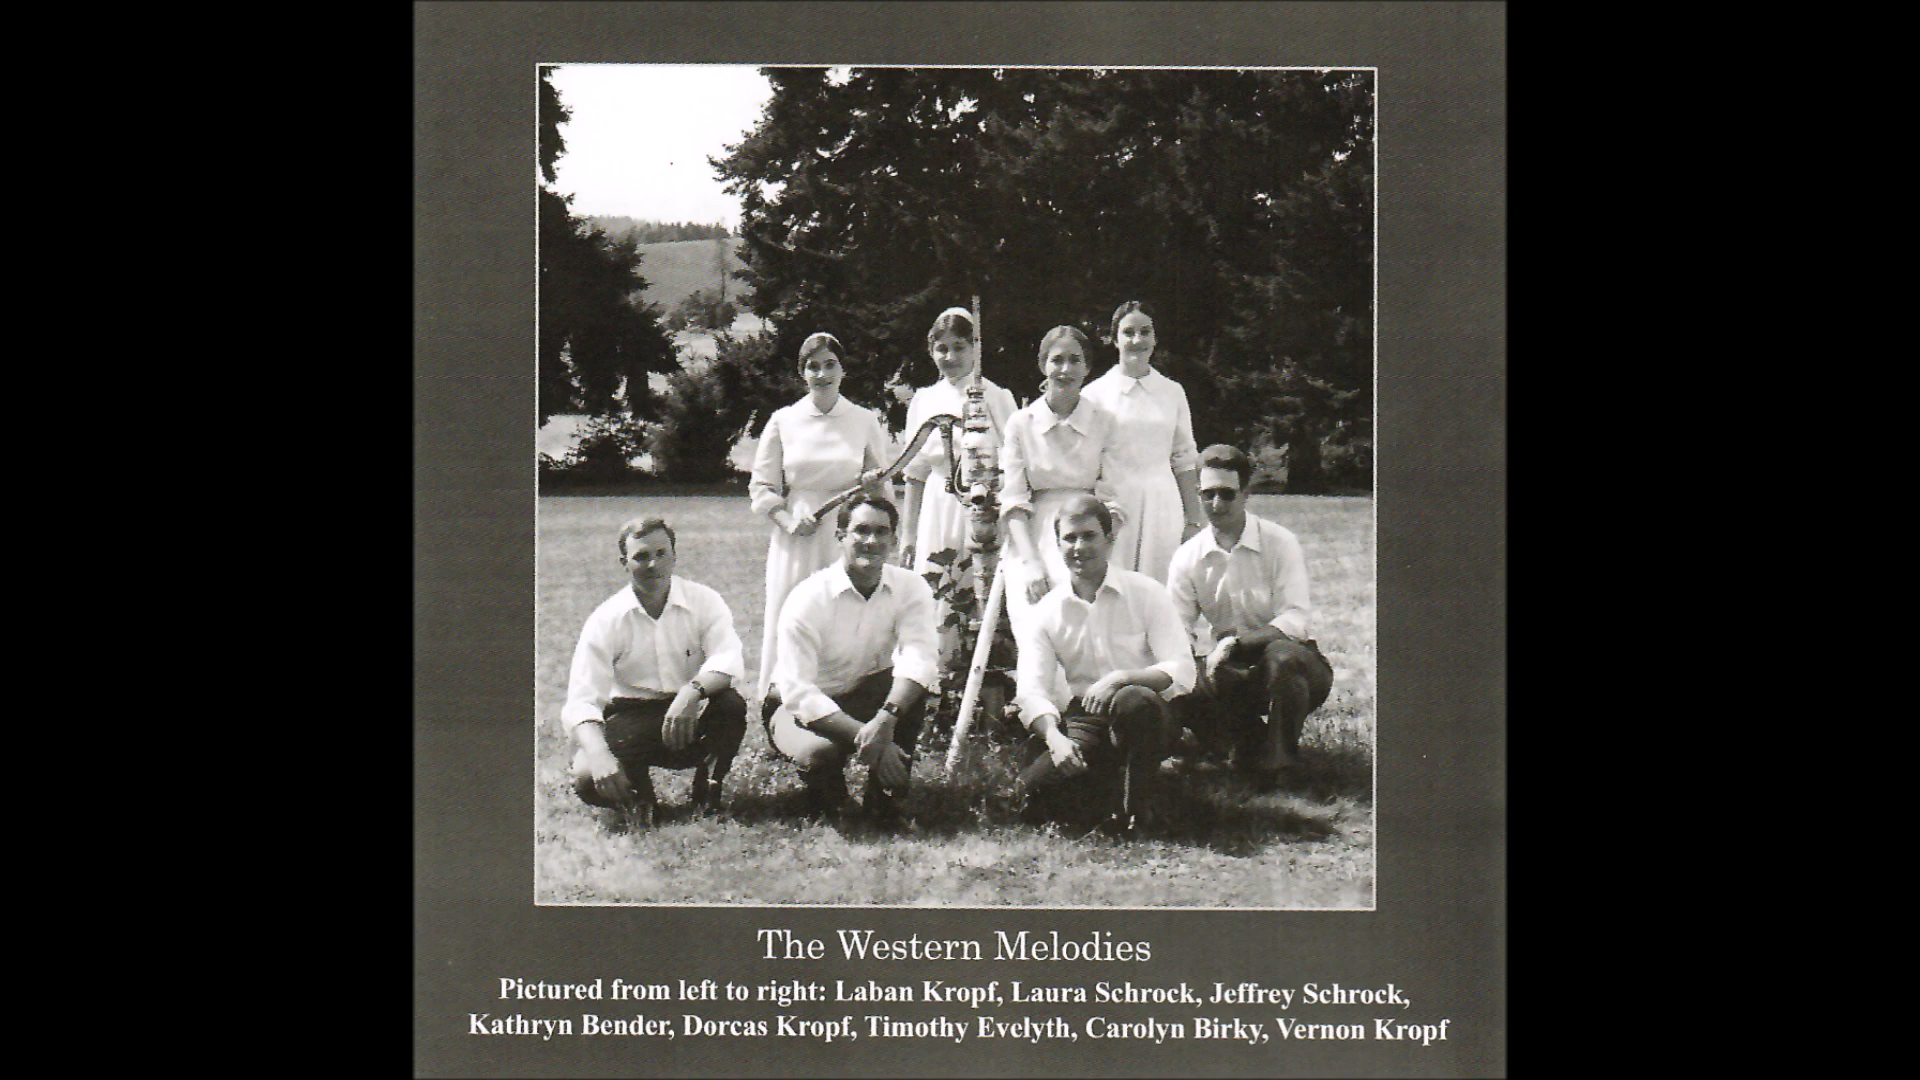 The Western Melodies
Pictured from left to right: Laban Kropf, Laura Schrock, Jeffrey Schrock,
Kathryn Bender, Dorcas Kropf, Timothy Evelyth, Carolyn Birky, Vernon Kropf